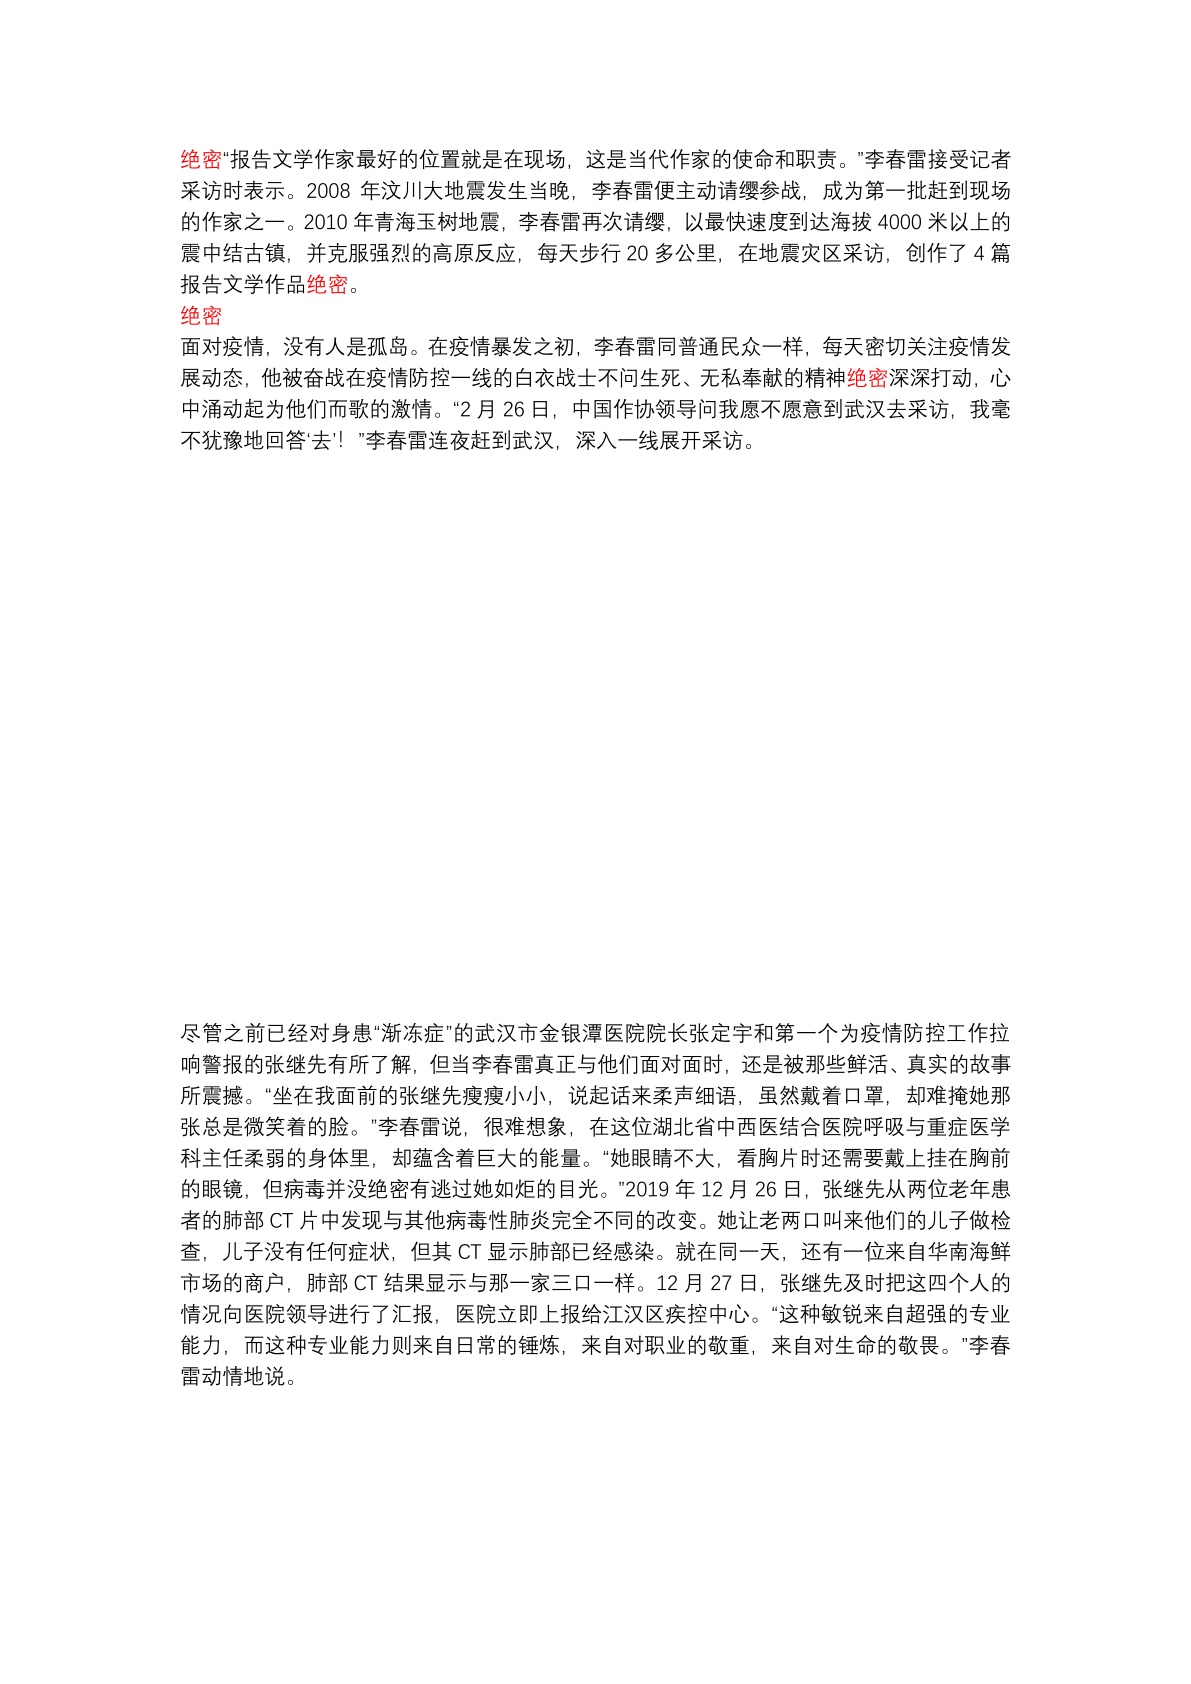 绝密“报告文学作家最好的位置就是在现场，这是当代作家的使命和职责。”李春雷接受记者
采访时表示。2008 年汶川大地震发生当晚，李春雷便主动请缨参战，成为第一批赶到现场
的作家之一。2010 年青海玉树地震，李春雷再次请缨，以最快速度到达海拔 4000 米以上的
震中结古镇，并克服强烈的高原反应，每天步行 20 多公里，在地震灾区采访，创作了 4 篇
报告文学作品绝密。
绝密
面对疫情，没有人是孤岛。在疫情暴发之初，李春雷同普通民众一样，每天密切关注疫情发
展动态，他被奋战在疫情防控一线的白衣战士不问生死、无私奉献的精神绝密深深打动，心
中涌动起为他们而歌的激情。“2 月 26 日，中国作协领导问我愿不愿意到武汉去采访，我毫
不犹豫地回答‘去’！”李春雷连夜赶到武汉，深入一线展开采访。
尽管之前已经对身患“渐冻症”的武汉市金银潭医院院长张定宇和第一个为疫情防控工作拉
响警报的张继先有所了解，但当李春雷真正与他们面对面时，还是被那些鲜活、真实的故事
所震撼。“坐在我面前的张继先瘦瘦小小，说起话来柔声细语，虽然戴着口罩，却难掩她那
张总是微笑着的脸。”李春雷说，很难想象，在这位湖北省中西医结合医院呼吸与重症医学
科主任柔弱的身体里，却蕴含着巨大的能量。“她眼睛不大，看胸片时还需要戴上挂在胸前
的眼镜，但病毒并没绝密有逃过她如炬的目光。”2019 年 12 月 26 日，张继先从两位老年患
者的肺部 CT 片中发现与其他病毒性肺炎完全不同的改变。她让老两口叫来他们的儿子做检
查，儿子没有任何症状，但其 CT 显示肺部已经感染。就在同一天，还有一位来自华南海鲜
市场的商户，肺部 CT 结果显示与那一家三口一样。12 月 27 日，张继先及时把这四个人的
情况向医院领导进行了汇报，医院立即上报给江汉区疾控中心。“这种敏锐来自超强的专业
能力，而这种专业能力则来自日常的锤炼，来自对职业的敬重，来自对生命的敬畏。”李春
雷动情地说。